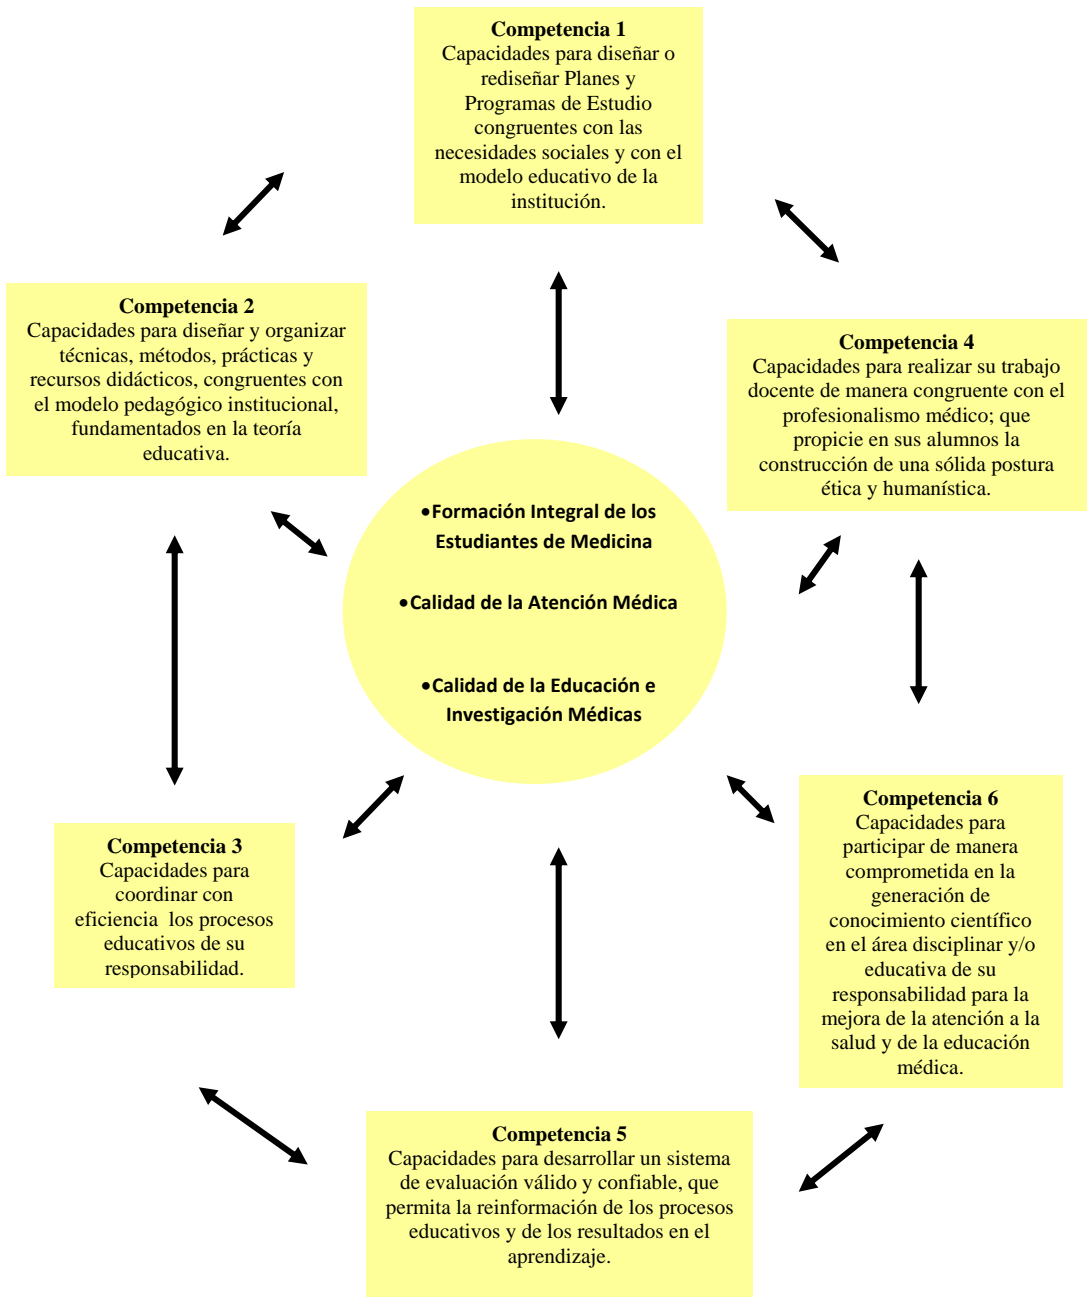 Competencia 1
Capacidades para diseñar o
rediseñar Planes y
Programas de Estudio
congruentes con las
necesidades sociales y con el
modelo educativo de la
institución.
Competencia 2
Capacidades para diseñar y organizar
técnicas, métodos, prácticas y
recursos didácticos, congruentes con
el modelo pedagógico institucional,
fundamentados en la teoría
educativa.
Competencia 4
Capacidades para realizar su trabajo
docente de manera congruente con el
profesionalismo médico; que
propicie en sus alumnos la
construcción de una sólida postura
ética y humanística.
•Formación Integral de los
Estudiantes de Medicina
•Calidad de la Atención Médica
•Calidad de la Educación e
Investigación Médicas
Competencia 3
Capacidades para
coordinar con
eficiencia los procesos
educativos de su
responsabilidad.
Competencia 6
Capacidades para
participar de manera
comprometida en la
generación de
conocimiento científico
en el área disciplinar y/o
educativa de su
responsabilidad para la
mejora de la atención a la
salud y de la educación
médica.
Competencia 5
Capacidades para desarrollar un sistema
de evaluación válido y confiable, que
permita la reinformación de los procesos
educativos y de los resultados en el
aprendizaje.